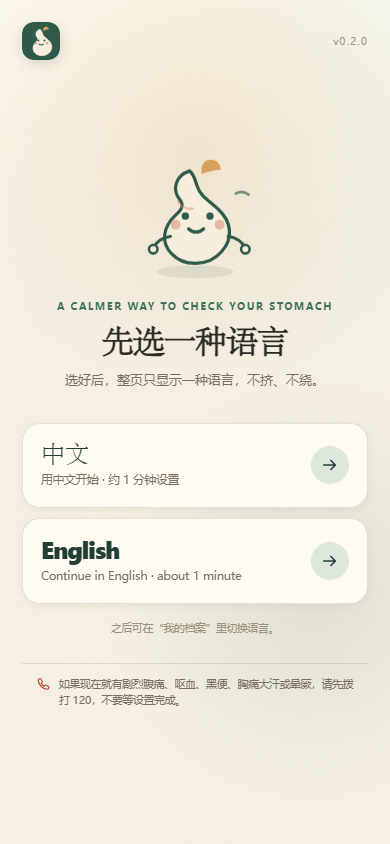 v0.2.0
A CALMER WAY TO CHECK YOUR STOMACH
先选一种语言
选好后，整页只显示一种语言，不挤、不绕。
中文
用中文开始 · 约 1 分钟设置
English
Continue in English · about 1 minute
之后可在“我的档案”里切换语言。
如果现在就有剧烈腹痛、呕血、黑便、胸痛大汗或晕厥，请先拨
打 120，不要等设置完成。